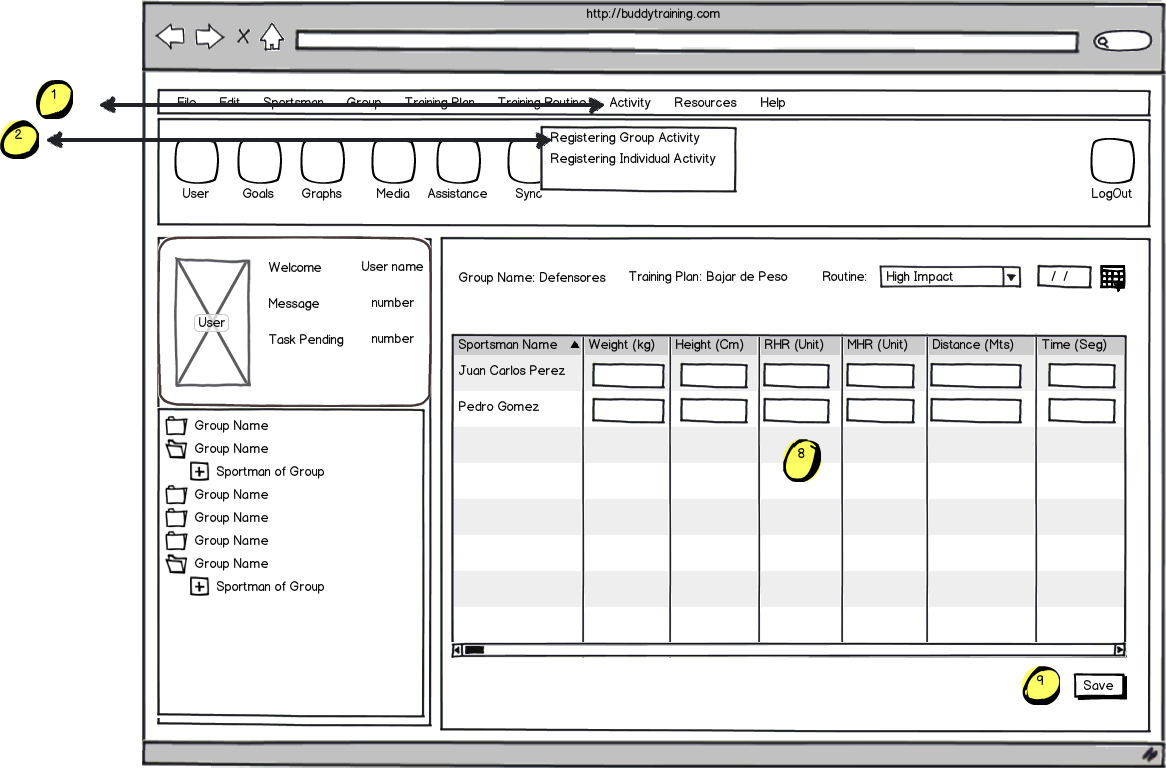 http://buddytraining.com
1
File Edit Sportsman Group Training Plan Training Routine Activity Resources Help
2
Registering Group Activity
Registering Individual Activity
User Goals Graphs Media Assistance Sync LogOut
Welcome User name
Message number
User
Task Pending number
Group Name: Defensores Training Plan: Bajar de Peso Routine: High Impact / /
Sportsman Name Weight (kg) Height (Cm) RHR (Unit) MHR (Unit) Distance (Mts) Time (Seg)
Juan Carlos Perez
Pedro Gomez
8
Group Name
Group Name
Sportman of Group
Group Name
Group Name
Group Name
Group Name
Sportman of Group
9
Save